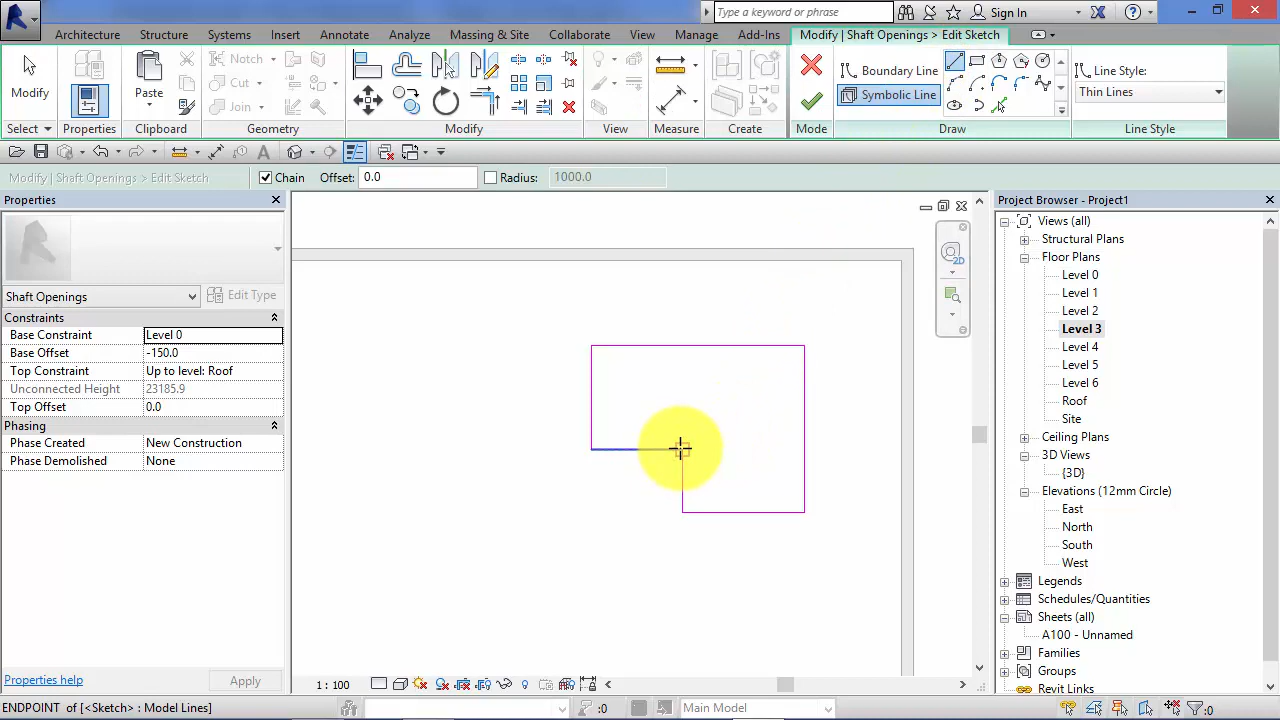 Type a keyword or phrase
Sign In
Architecture Structure Systems Insert Annotate Analyze Massing & Site Collaborate View Manage Add-Ins Modify | Shaft Openings > Edit Sketch
Modify
Paste
Notch
Cut
Join
Boundary Line
Symbolic Line
Line Style:
Thin Lines
Select Properties Clipboard Geometry Modify View Measure Create Mode Draw Line Style
Modify | Shaft Openings > Edit Sketch Chain Offset: 0.0 Radius: 1000.0
Properties
Shaft Openings Edit Type
Constraints
Base Constraint Level 0
Base Offset -150.0
Top Constraint Up to level: Roof
Unconnected Height 23185.9
Top Offset 0.0
Phasing
Phase Created New Construction
Phase Demolished None
Properties help Apply
2D
1 : 100
Project Browser - Project1
Views (all)
Structural Plans
Floor Plans
Level 0
Level 1
Level 2
Level 3
Level 4
Level 5
Level 6
Roof
Site
Ceiling Plans
3D Views
{3D}
Elevations (12mm Circle)
East
North
South
West
Legends
Schedules/Quantities
Sheets (all)
A100 - Unnamed
Families
Groups
Revit Links
ENDPOINT of [<Sketch> : Model Lines] :0 Main Model :0